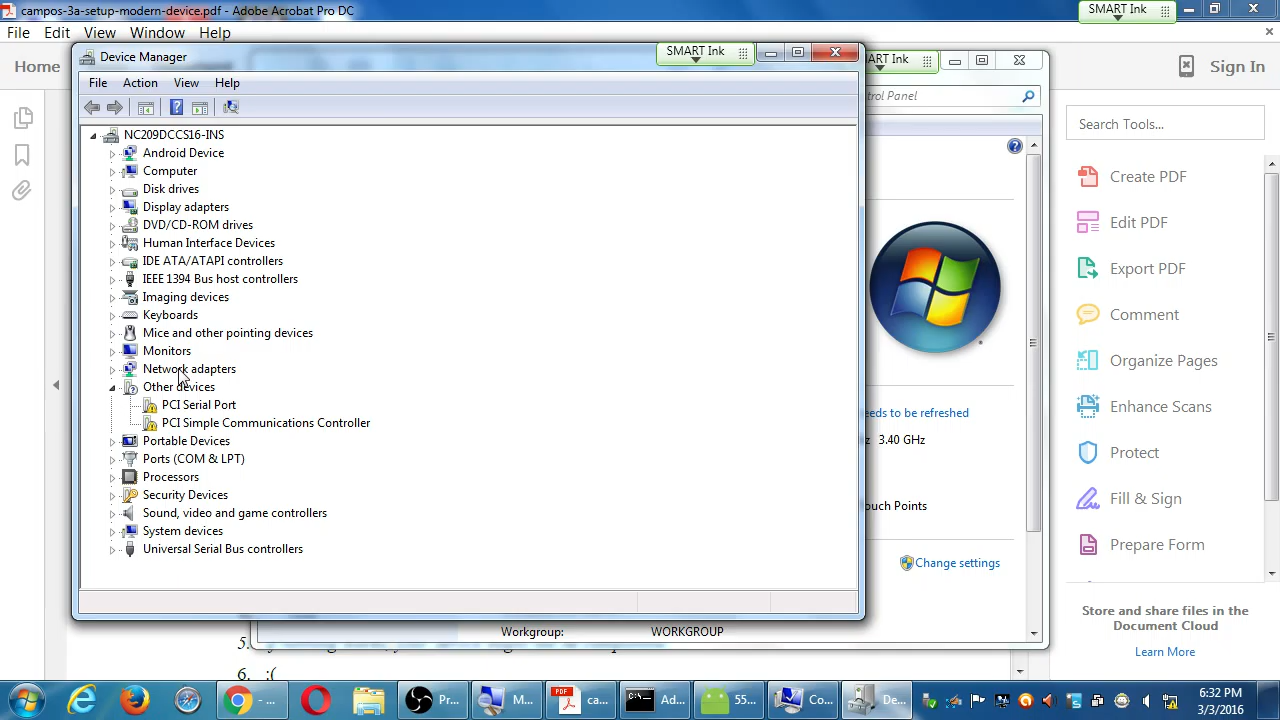 campos-3a-setup-modern-device.pdf - Adobe Acrobat Pro DC
SMART Ink
File Edit View Window Help
Home
Sign In
Device Manager
SMART Ink
ART Ink
File Action View Help
trol Panel
NC209DCCS16-INS
Android Device
Computer
Disk drives
Display adapters
DVD/CD-ROM drives
Human Interface Devices
IDE ATA/ATAPI controllers
IEEE 1394 Bus host controllers
Imaging devices
Keyboards
Mice and other pointing devices
Monitors
Network adapters
Other devices
PCI Serial Port
PCI Simple Communications Controller
Portable Devices
Ports (COM & LPT)
Processors
Security Devices
Sound, video and game controllers
System devices
Universal Serial Bus controllers
eeds to be refreshed
3.40 GHz
ouch Points
Change settings
Workgroup: WORKGROUP
5.
6. :(
Search Tools...
Create PDF
Edit PDF
Export PDF
Comment
Organize Pages
Enhance Scans
Protect
Fill & Sign
Prepare Form
Store and share files in the
Document Cloud
Learn More
- ...
Pr...
M...
ca...
Ad...
55...
Co...
De...
6:32 PM
3/3/2016